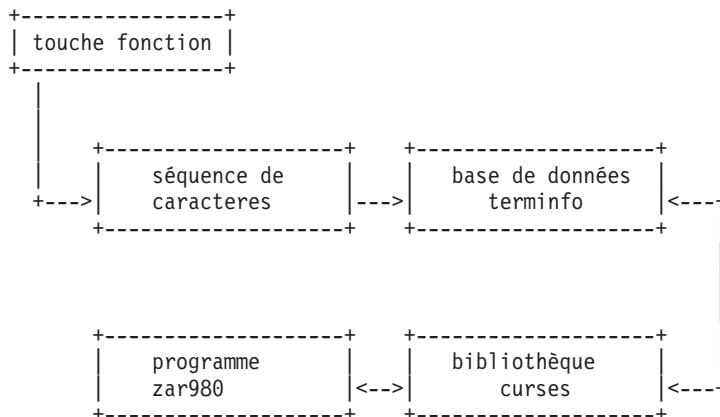 touche fonction
séquence de
caracteres
base de données
terminfo
programme
zar980
bibliothèque
curses